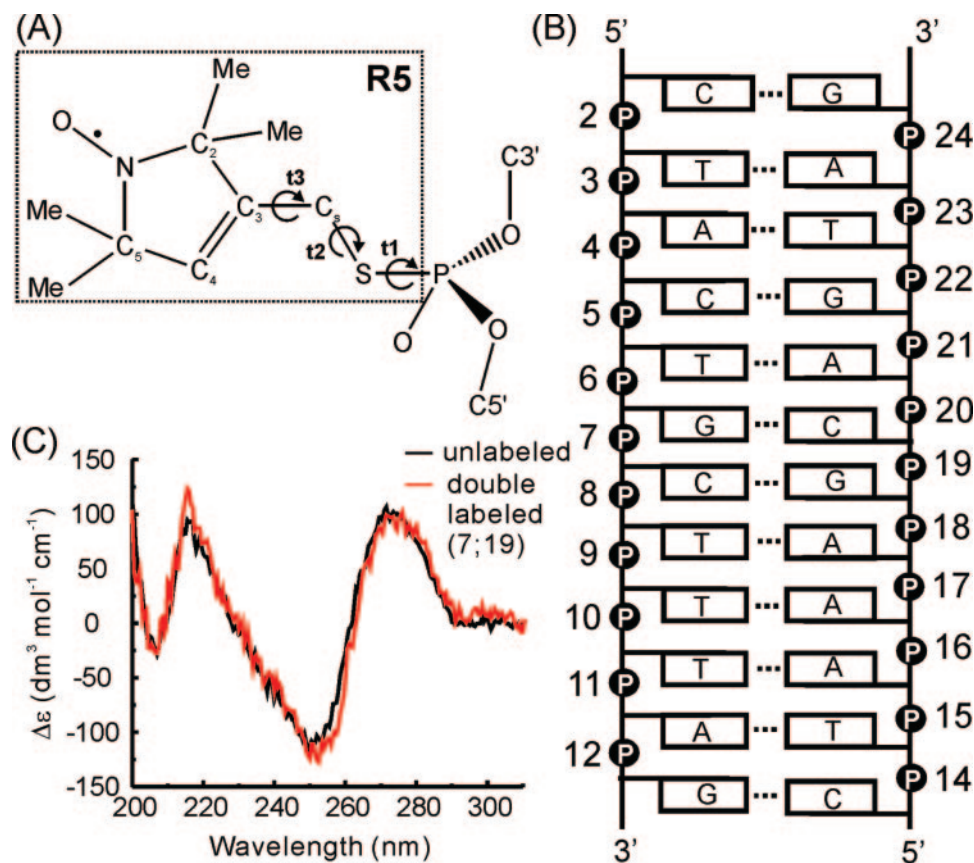 (A)
R5
Me
O •
Me
N
C2
t3
C3
Cs
C3'
Me
t2
t1
O
C5
S
P
Me
C4
O
O
C5'
(B)
5' 3'
C ··· G
2 P
P 24
T ··· A
3 P
P 23
A ··· T
4 P
P 22
C ··· G
5 P
P 21
T ··· A
6 P
P 20
G ··· C
7 P
P 19
C ··· G
8 P
P 18
T ··· A
9 P
P 17
T ··· A
10 P
P 16
T ··· A
11 P
P 15
A ··· T
12 P
P 14
G ··· C
3' 5'
(C)
unlabeled
double
labeled
(7;19)
150
100
50
0
-50
-100
-150
Δε (dm³ mol⁻¹ cm⁻¹)
200 220 240 260 280 300
Wavelength (nm)